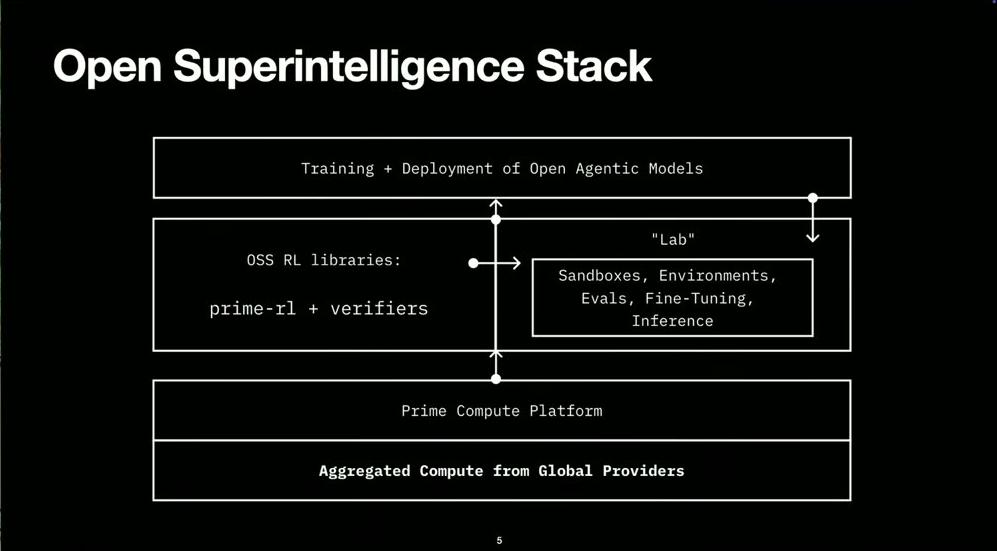 Open Superintelligence Stack
Training + Deployment of Open Agentic Models
OSS RL libraries:
prime-rl + verifiers
"Lab"
Sandboxes, Environments,
Evals, Fine-Tuning,
Inference
Prime Compute Platform
Aggregated Compute from Global Providers
5